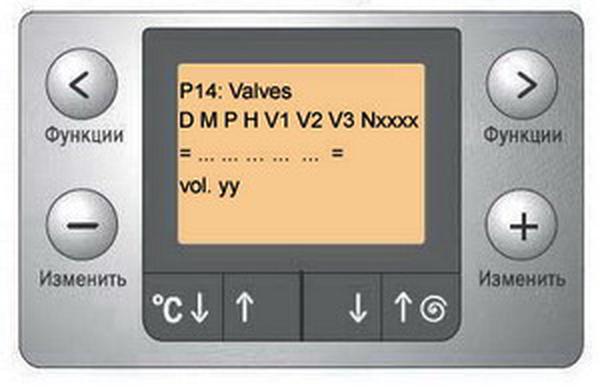 P14: Valves
D M P H V1 V2 V3 Nxxxx
= ... ... ... ... ... =
vol. yy
<
Функции
>
Функции
−
Изменить
+
Изменить
°C ↓ ↑ ↓ ↑